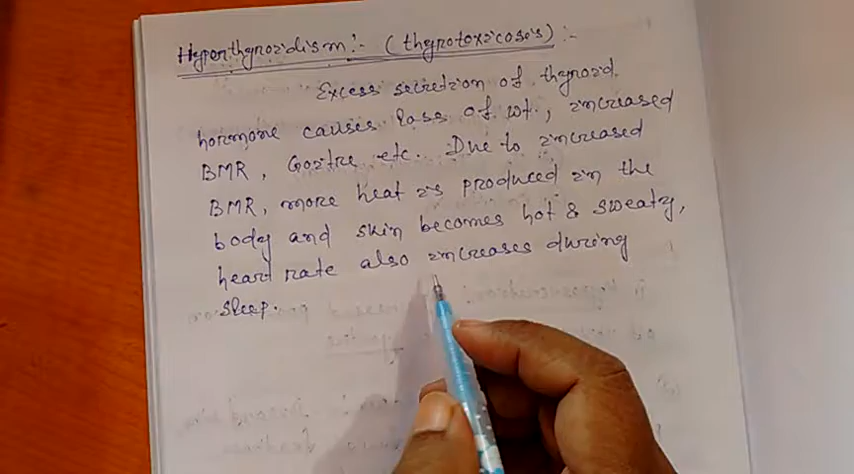 Hyperthyroidism :- (thyrotoxicosis) :-
Excess secretion of thyroid
hormone causes loss of wt., increased
BMR, Goitre etc. Due to increased
BMR, more heat is produced in the
body and skin becomes hot & sweaty,
heart rate also increases during
sleep.